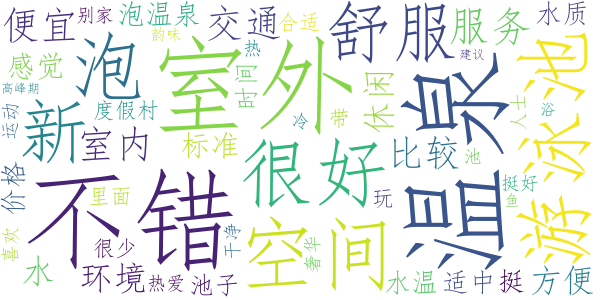 便宜
别家
泡温泉
交通
合适
舒服
服务
水质
韵味
热
建议
感觉
泡
室外
时间
休闲
温泉
游泳池
高峰期
度假村
冷
带
人士
浴
运动
新
室内
标准
很好
比较
池
价格
不错
里面
玩
挺好
鱼
喜欢
很少
干净
空间
奢华
水
环境
热爱
池子
水温
适中
挺
方便